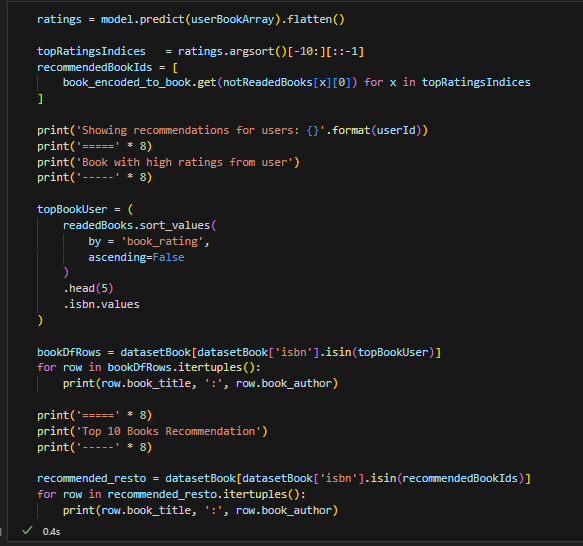 ratings = model.predict(userBookArray).flatten()
topRatingsIndices   = ratings.argsort()[-10:][::-1]
recommendedBookIds = [
    book_encoded_to_book.get(notReadedBooks[x][0]) for x in topRatingsIndices
]
print('Showing recommendations for users: {}'.format(userId))
print('=====' * 8)
print('Book with high ratings from user')
print('-----' * 8)
topBookUser = (
    readedBooks.sort_values(
        by = 'book_rating',
        ascending=False
    )
    .head(5)
    .isbn.values
)
bookDfRows = datasetBook[datasetBook['isbn'].isin(topBookUser)]
for row in bookDfRows.itertuples():
    print(row.book_title, ':', row.book_author)
print('=====' * 8)
print('Top 10 Books Recommendation')
print('-----' * 8)
recommended_resto = datasetBook[datasetBook['isbn'].isin(recommendedBookIds)]
for row in recommended_resto.itertuples():
    print(row.book_title, ':', row.book_author)
0.4s